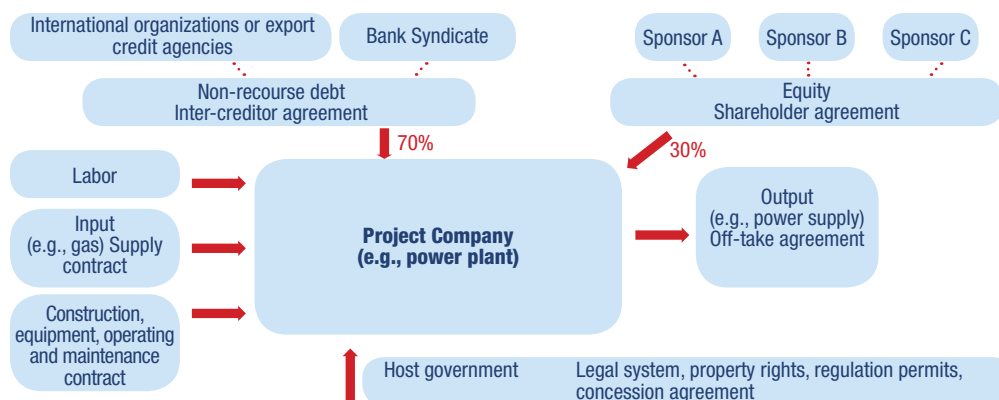 International organizations or export
credit agencies
Bank Syndicate
Sponsor A
Sponsor B
Sponsor C
Non-recourse debt
Inter-creditor agreement
Equity
Shareholder agreement
70%
30%
Labor
Input
(e.g., gas) Supply
contract
Construction,
equipment, operating
and maintenance
contract
Project Company
(e.g., power plant)
Output
(e.g., power supply)
Off-take agreement
Host government
Legal system, property rights, regulation permits,
concession agreement